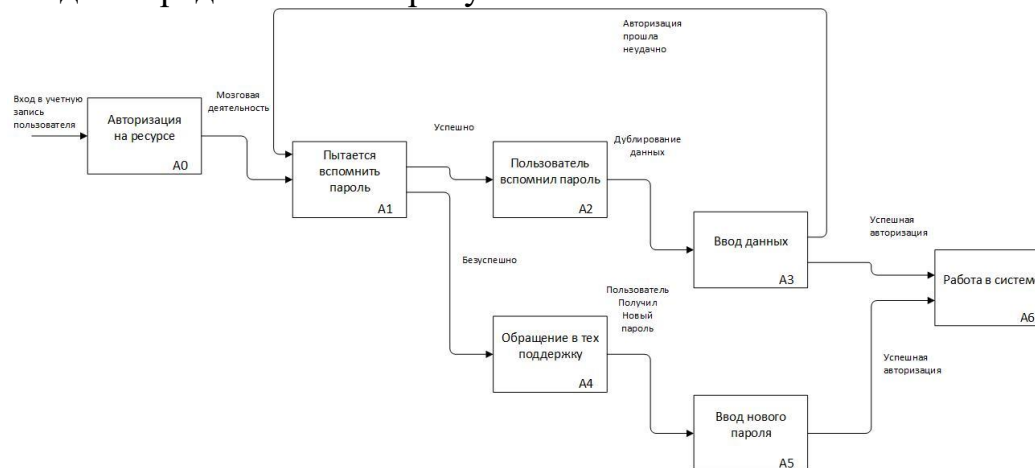 Авторизация
прошла
неудачно
Вход в учетную
запись
пользователя
Авторизация
на ресурсе
A0
Мозговая
деятельность
Пытается
вспомнить
пароль
A1
Успешно
Пользователь
вспомнил пароль
A2
Дублирование
данных
Ввод данных
A3
Успешная
авторизация
Работа в систем
A6
Безуспешно
Обращение в тех
поддержку
A4
Пользователь
Получил
Новый
пароль
Ввод нового
пароля
A5
Успешная
авторизация